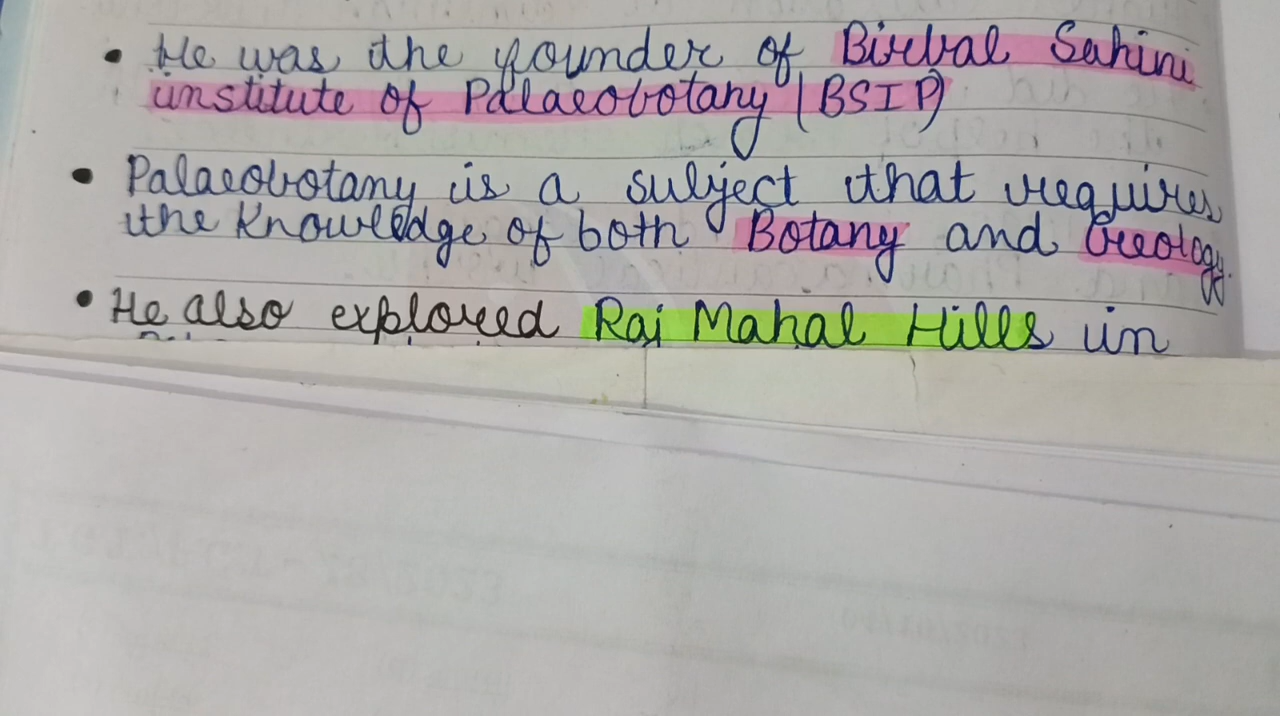 • He was the founder of Birbal Sahini
institute of Palaeobotany (BSIP)
• Palaeobotany is a subject that requires
the knowledge of both Botany and Geology.
• He also explored Raj Mahal Hills in